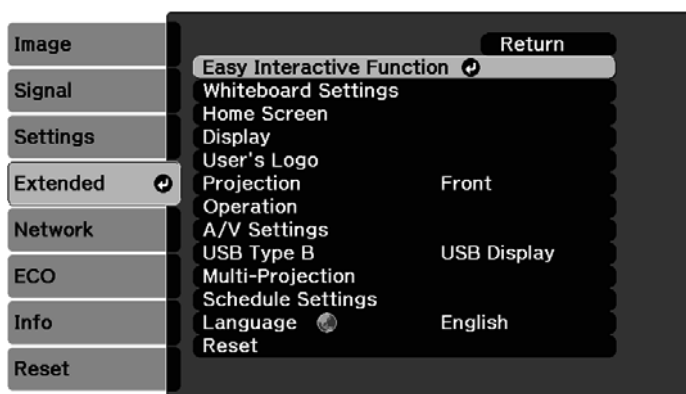 Image
Signal
Settings
Extended
Network
ECO
Info
Reset
Return
Easy Interactive Function
Whiteboard Settings
Home Screen
Display
User's Logo
Projection Front
Operation
A/V Settings
USB Type B USB Display
Multi-Projection
Schedule Settings
Language English
Reset